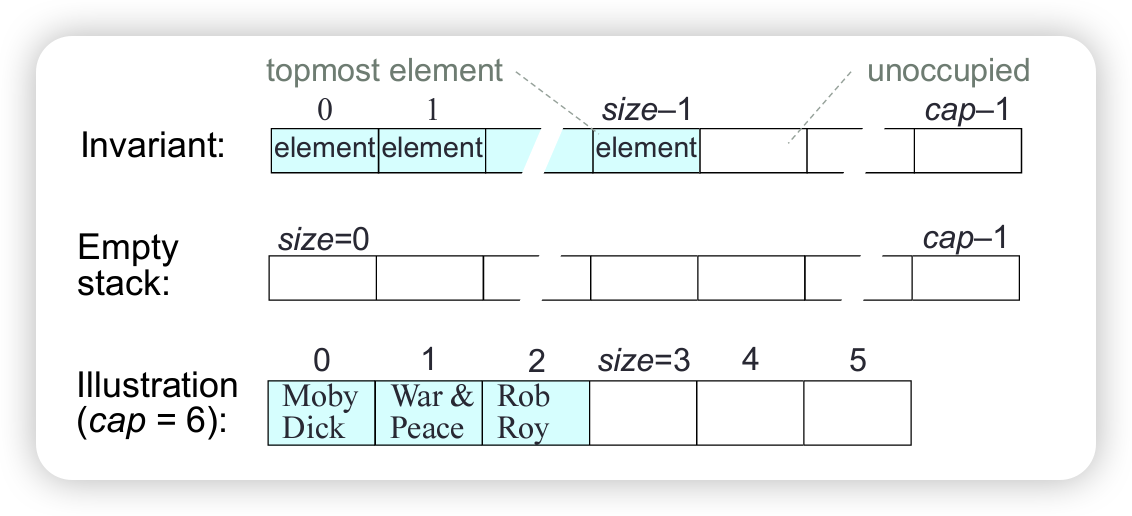 topmost element unoccupied
0 1 size–1 cap–1
Invariant: element element element
Empty
stack:
size=0 cap–1
0 1 2 size=3 4 5
Illustration
(cap = 6):
Moby War & Rob
Dick Peace Roy